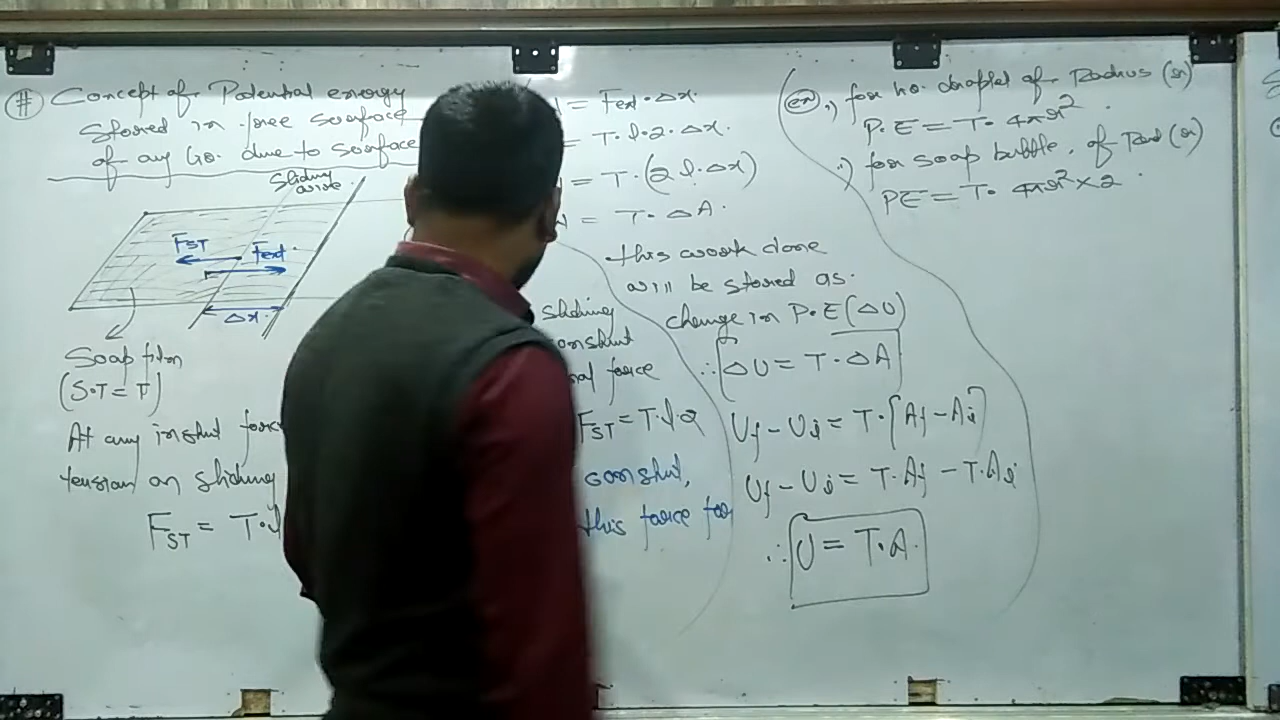 # Concept of Potential energy
stored in free surface
of any liq. due to surface
Sliding
wire
FST
Fext
Δx
Soap film
(S.T = T)
At any instant force
tension on sliding
FST = T·l
= Fext·Δx
= T·l·2·Δx
= T·(2l·Δx)
= T·ΔA
this work done
will be stored as
change in P.E (ΔU)
∴ ΔU = T·ΔA
Uf - Ui = T·[Af - Ai]
Uf - Ui = T·Af - T·Ai
∴ U = T·A
sliding
force
FST = T·l·2
this force for
ex •) for liq. droplet of Radius (r)
P.E = T·4πr²
•) for soap bubble, of Rad (r)
PE = T· 4πr² × 2